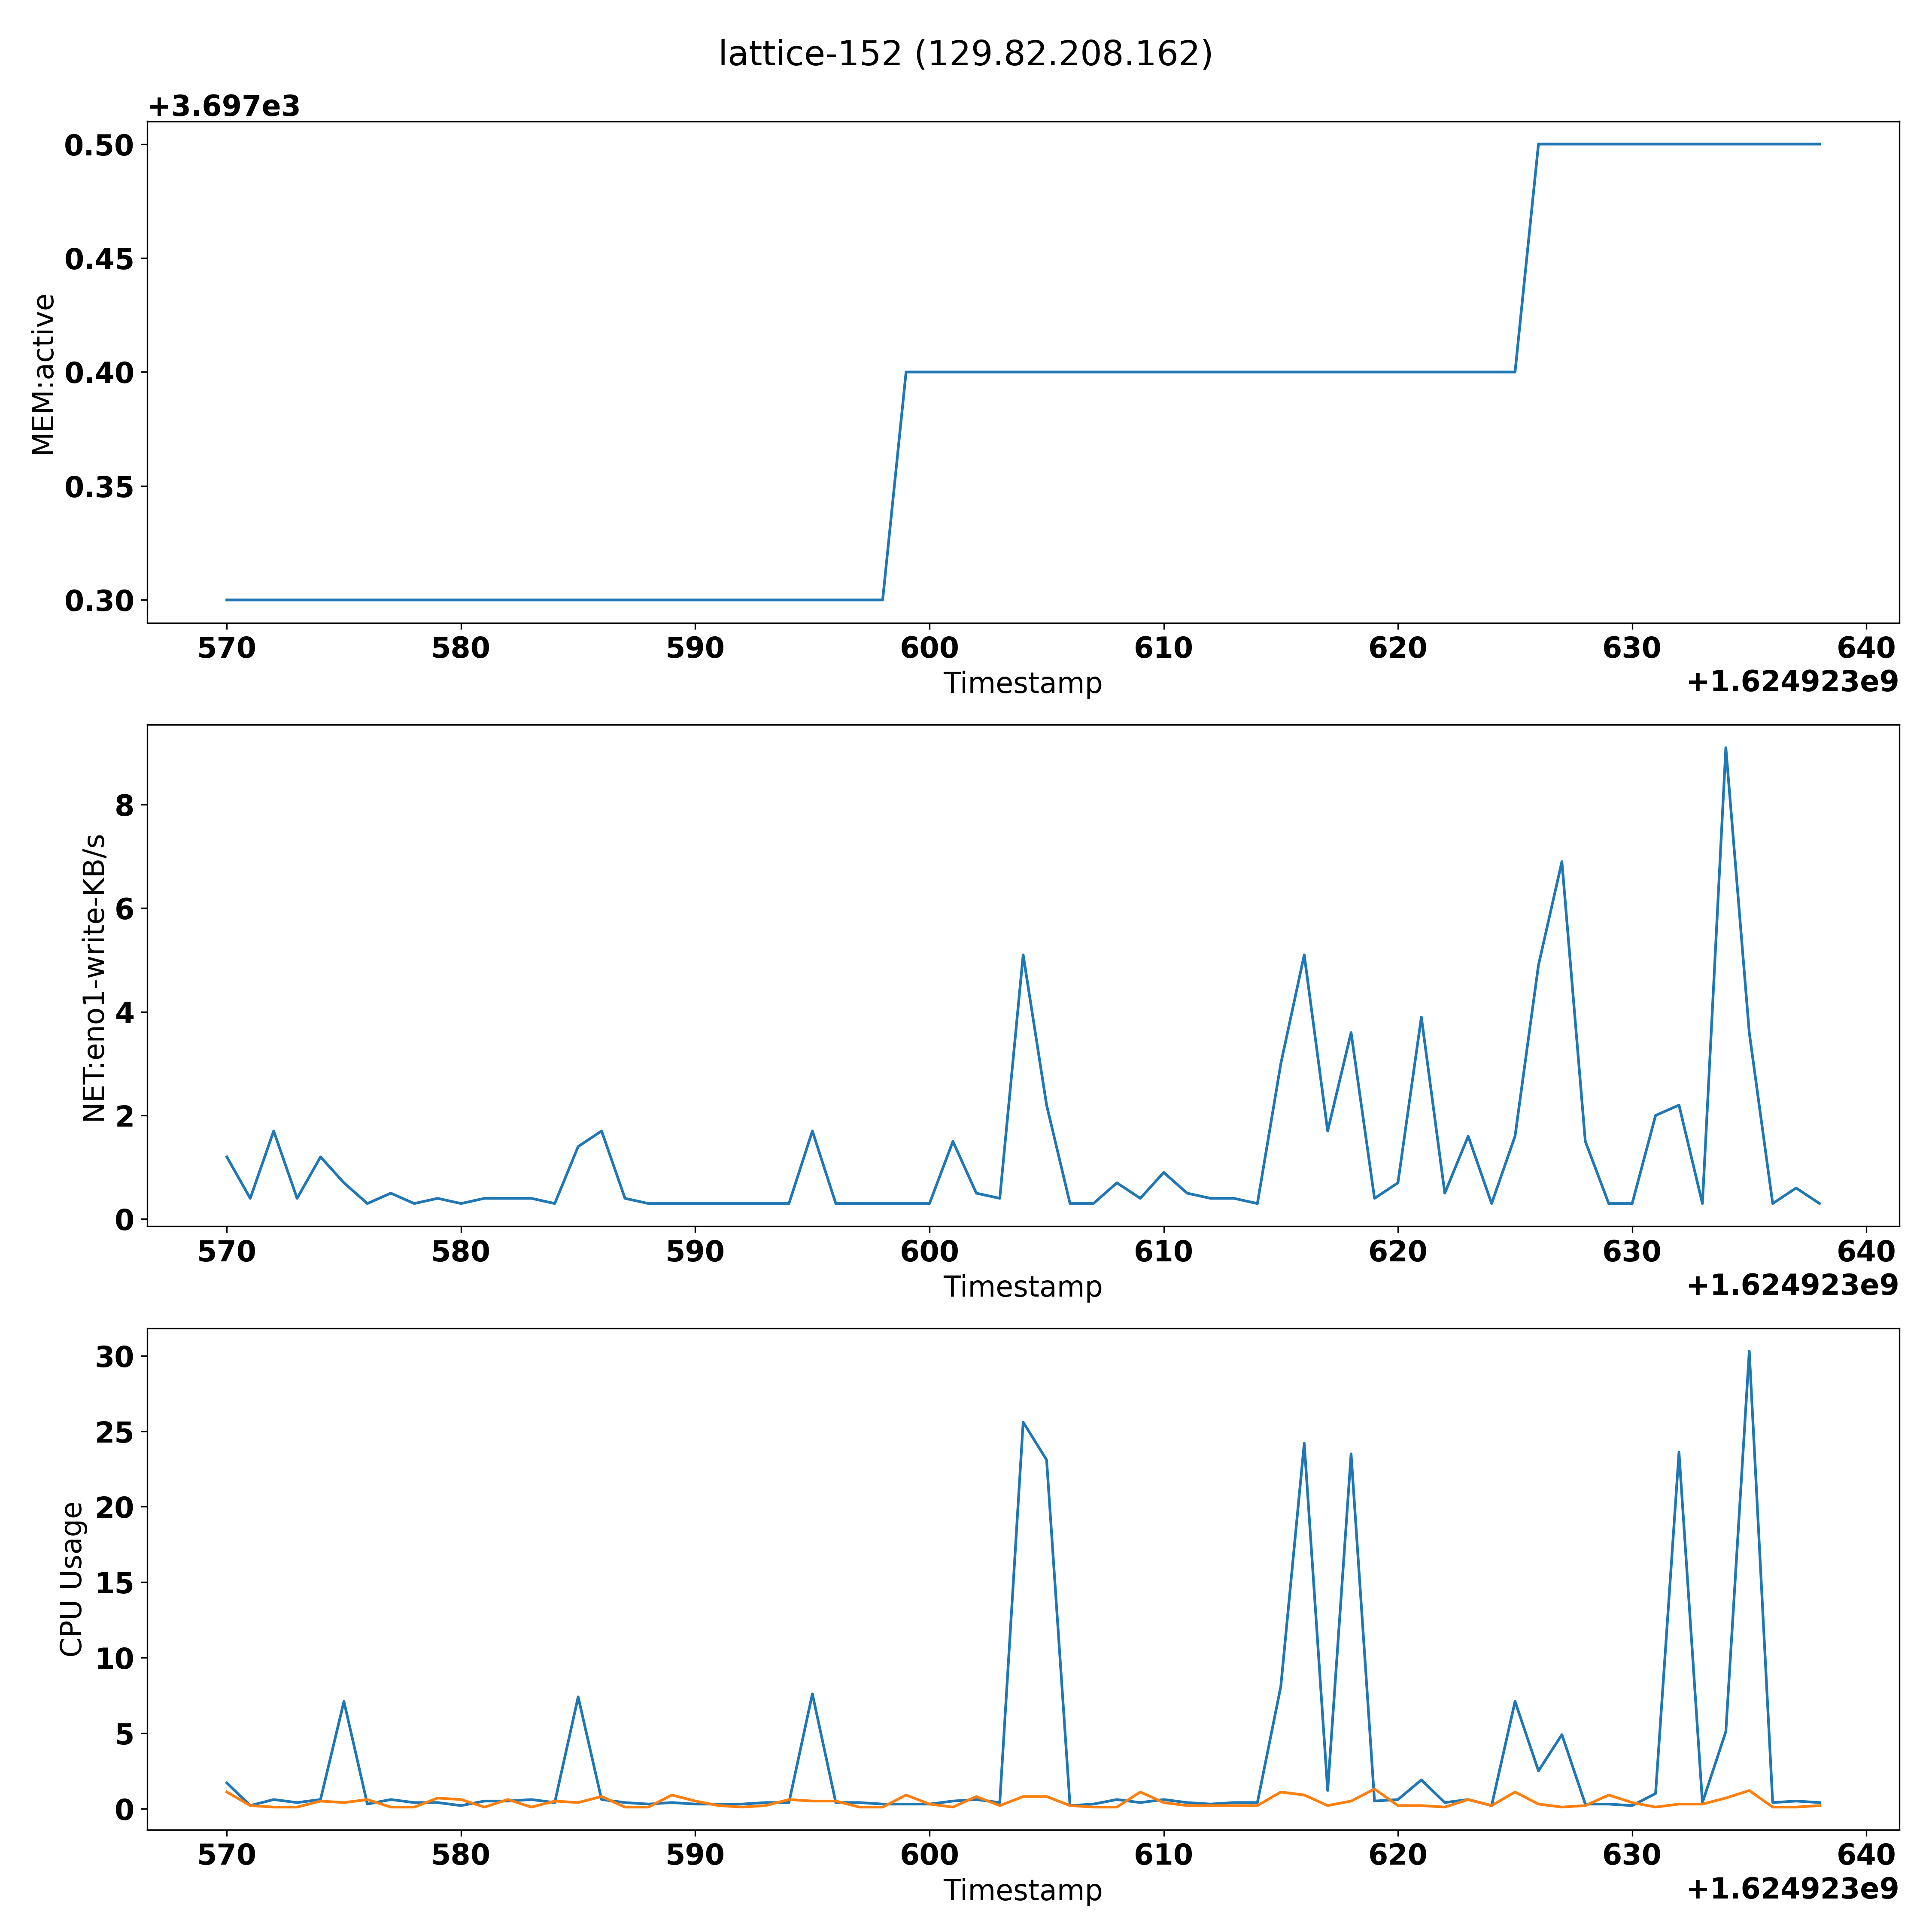 lattice-152 (129.82.208.162)
+3.697e3
0.50
0.45
0.40
0.35
0.30
MEM:active
570 580 590 600 610 620 630 640
Timestamp
+1.624923e9
8
6
4
2
0
NET:eno1-write-KB/s
570 580 590 600 610 620 630 640
Timestamp
+1.624923e9
30
25
20
15
10
5
0
CPU Usage
570 580 590 600 610 620 630 640
Timestamp
+1.624923e9